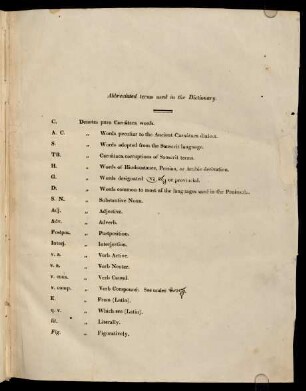 Abbreviated terms used in the Dictionary.
C. Denotes pure Carnàtaca words.
A. C. „ Words peculiar to the Ancient Carnàtaca dialect.
S. „ Words adopted from the Sanscrit language.
Tß. „ Carnàtaca corruptions of Sanscrit terms.
H. „ Words of Hindoostanee, Persian, or Arabic derivation.
G. „ Words designated or provincial.
D. „ Words common to most of the languages used in the Peninsula.
S. N. „ Substantive Noun.
Adj. „ Adjective.
Adv. „ Adverb.
Postpos. „ Postposition.
Interj. „ Interjection.
v. a. „ Verb Active.
v. n. „ Verb Neuter.
v. caus. „ Verb Causal.
v. comp. „ Verb Compound. See under
E. „ From (Latin).
q. v. „ Which see (Latin).
lit. „ Literally.
Fig. „ Figuratively.